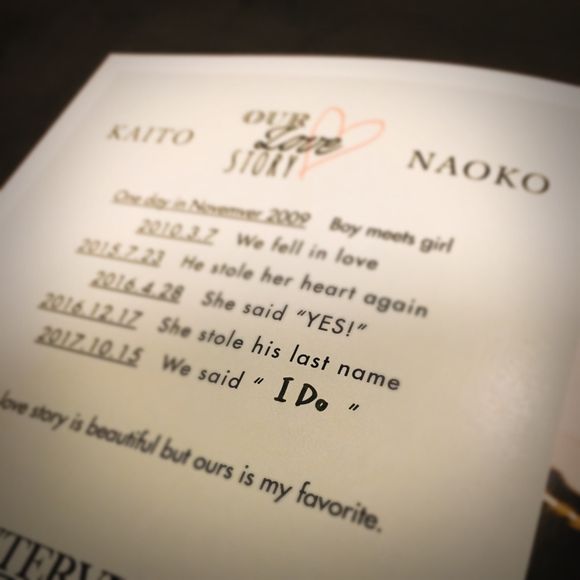 OUR
KAITO Love NAOKO
STORY
One day in Novemver 2009 Boy meets girl
2010.3.7 We fell in love
2015.7.23 He stole her heart again
2016.4.28 She said "YES!"
2016.12.17 She stole his last name
2017.10.15 We said " I Do "
love story is beautiful but ours is my favorite.